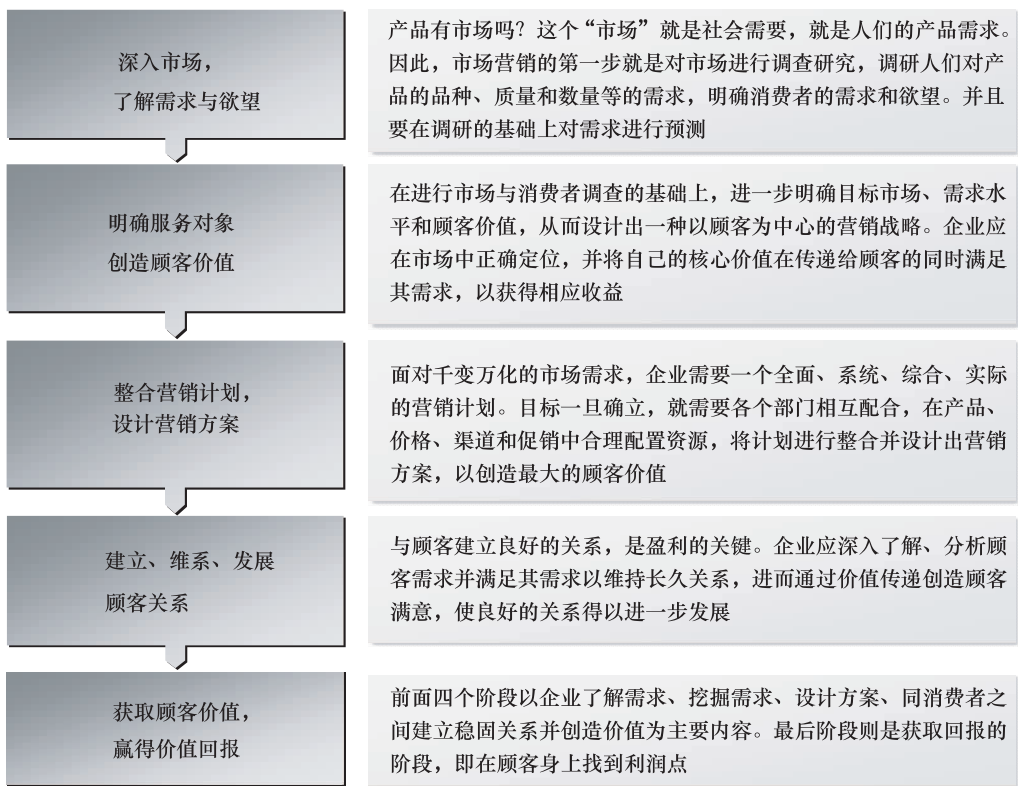 深入市场，
了解需求与欲望
产品有市场吗？这个“市场”就是社会需要，就是人们的产品需求。
因此，市场营销的第一步就是对市场进行调查研究，调研人们对产
品的品种、质量和数量等的需求，明确消费者的需求和欲望。并且
要在调研的基础上对需求进行预测
明确服务对象
创造顾客价值
在进行市场与消费者调查的基础上，进一步明确目标市场、需求水
平和顾客价值，从而设计出一种以顾客为中心的营销战略。企业应
在市场中正确定位，并将自己的核心价值在传递给顾客的同时满足
其需求，以获得相应收益
整合营销计划，
设计营销方案
面对千变万化的市场需求，企业需要一个全面、系统、综合、实际
的营销计划。目标一旦确立，就需要各个部门相互配合，在产品、
价格、渠道和促销中合理配置资源，将计划进行整合并设计出营销
方案，以创造最大的顾客价值
建立、维系、发展
顾客关系
与顾客建立良好的关系，是盈利的关键。企业应深入了解、分析顾
客需求并满足其需求以维持长久关系，进而通过价值传递创造顾客
满意，使良好的关系得以进一步发展
获取顾客价值，
赢得价值回报
前面四个阶段以企业了解需求、挖掘需求、设计方案、同消费者之
间建立稳固关系并创造价值为主要内容。最后阶段则是获取回报的
阶段，即在顾客身上找到利润点